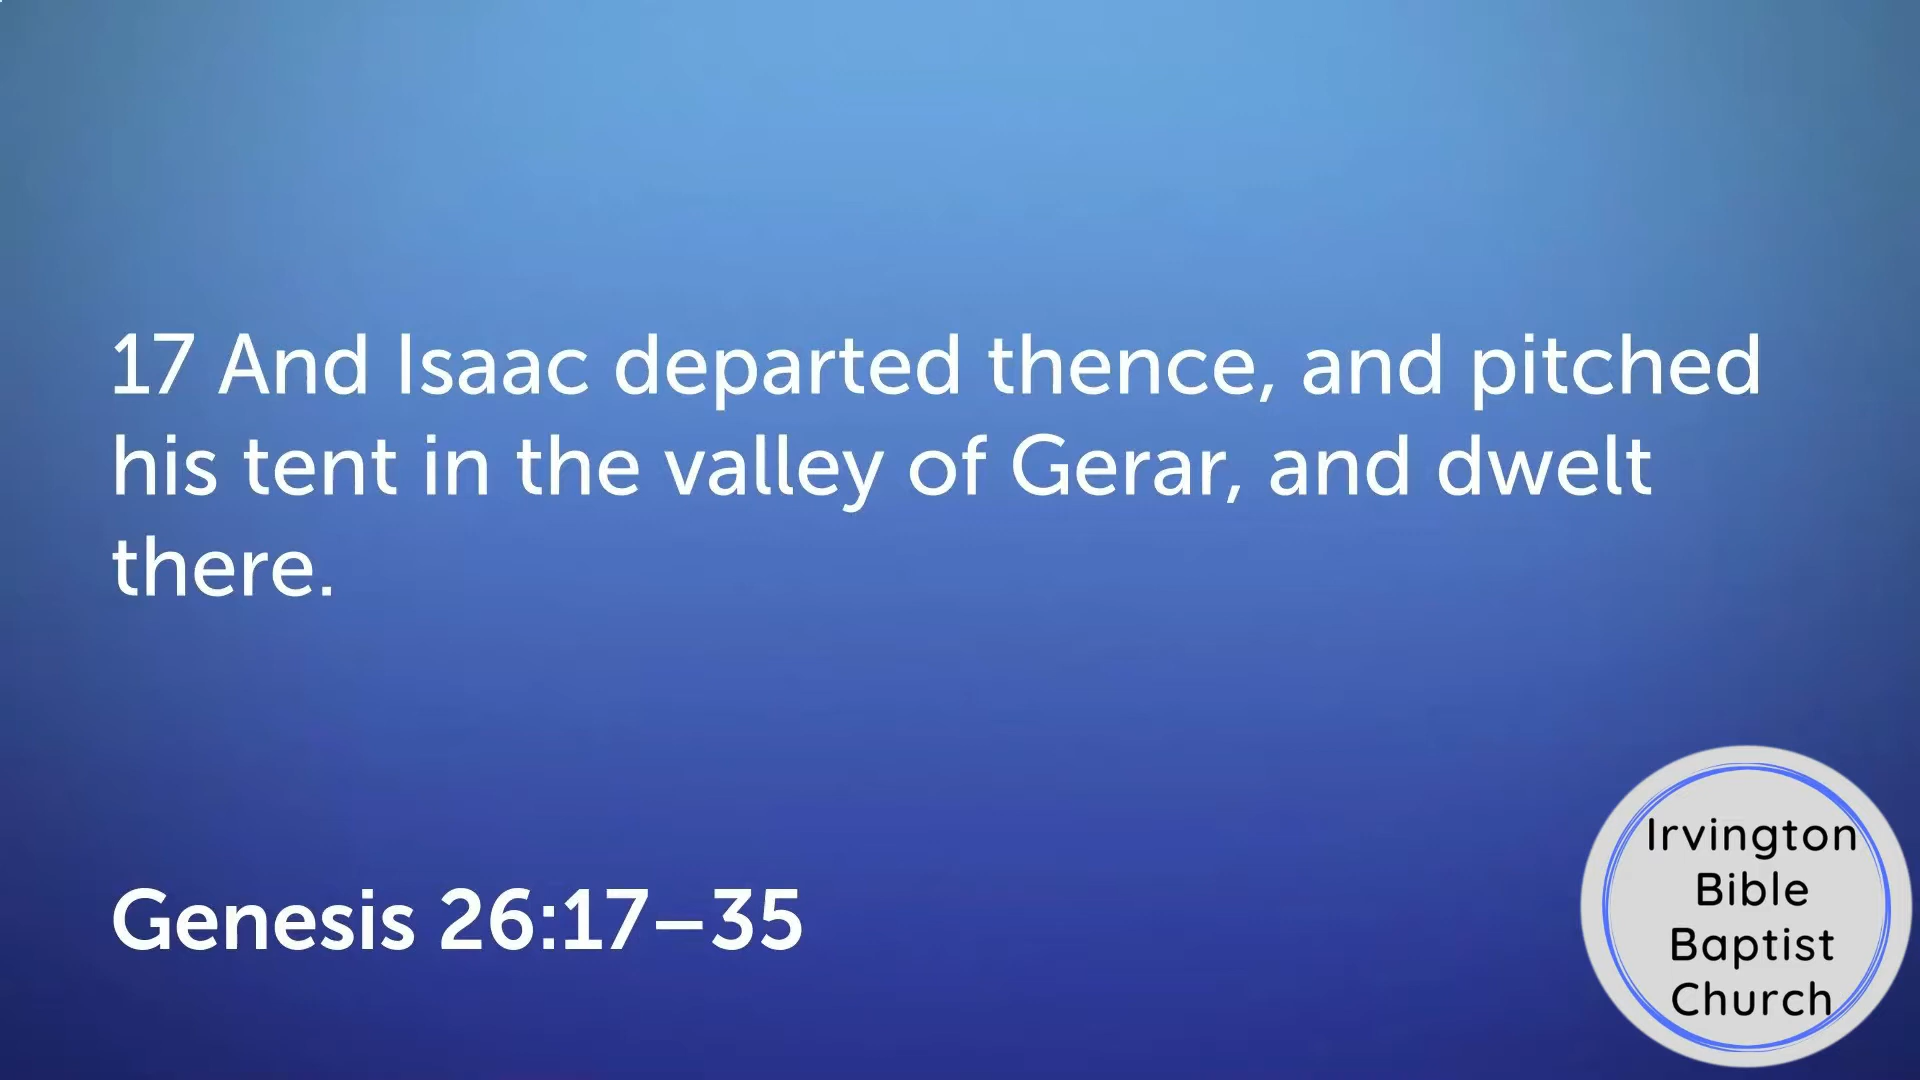 17 And Isaac departed thence, and pitched
his tent in the valley of Gerar, and dwelt
there.
Genesis 26:17–35
Irvington
Bible
Baptist
Church